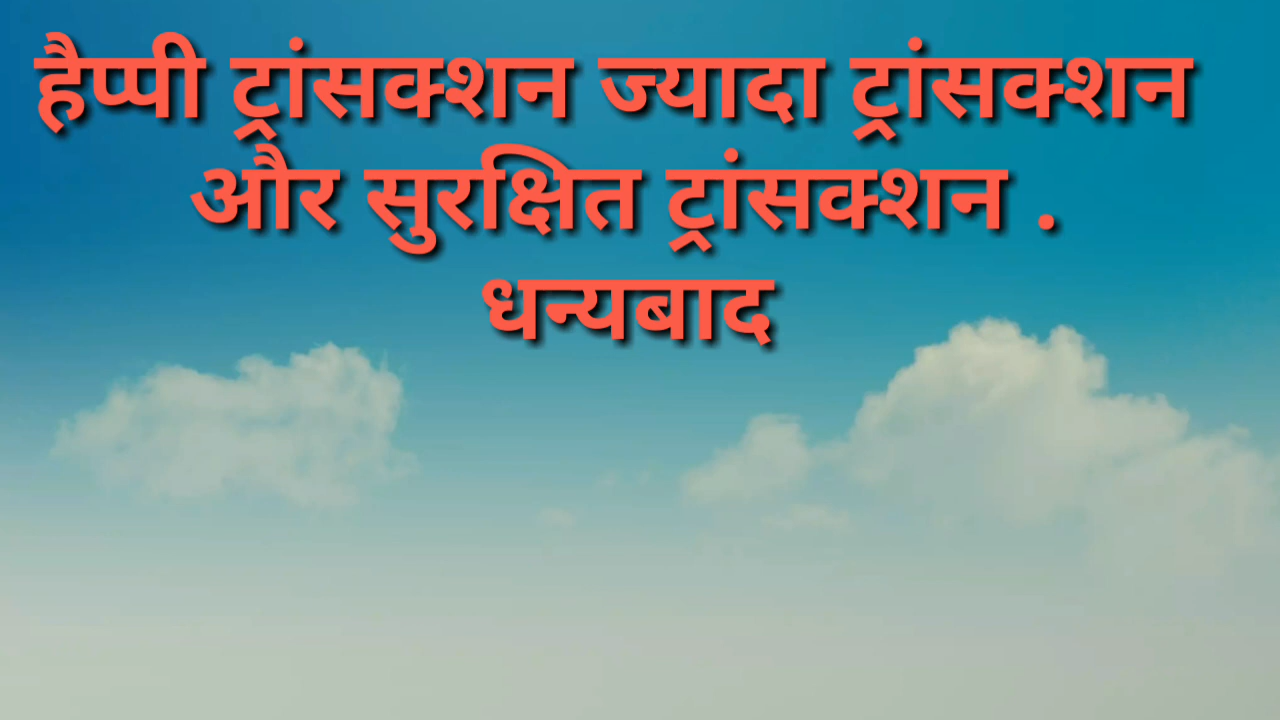 हैप्पी ट्रांसक्शन ज्यादा ट्रांसक्शन
और सुरक्षित ट्रांसक्शन .
धन्यबाद